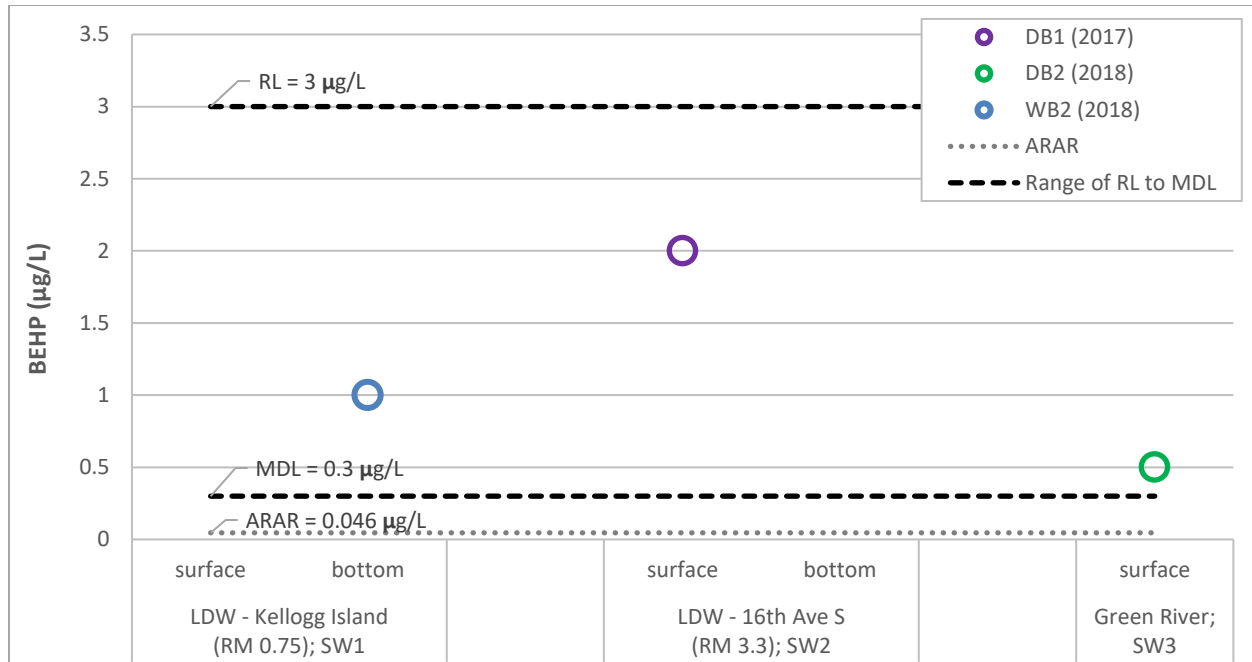 BEHP (µg/L)
3.5
3
2.5
2
1.5
1
0.5
0
RL = 3 µg/L
MDL = 0.3 µg/L
ARAR = 0.046 µg/L
DB1 (2017)
DB2 (2018)
WB2 (2018)
ARAR
Range of RL to MDL
surface bottom surface bottom surface
LDW - Kellogg Island LDW - 16th Ave S Green River;
(RM 0.75); SW1 (RM 3.3); SW2 SW3